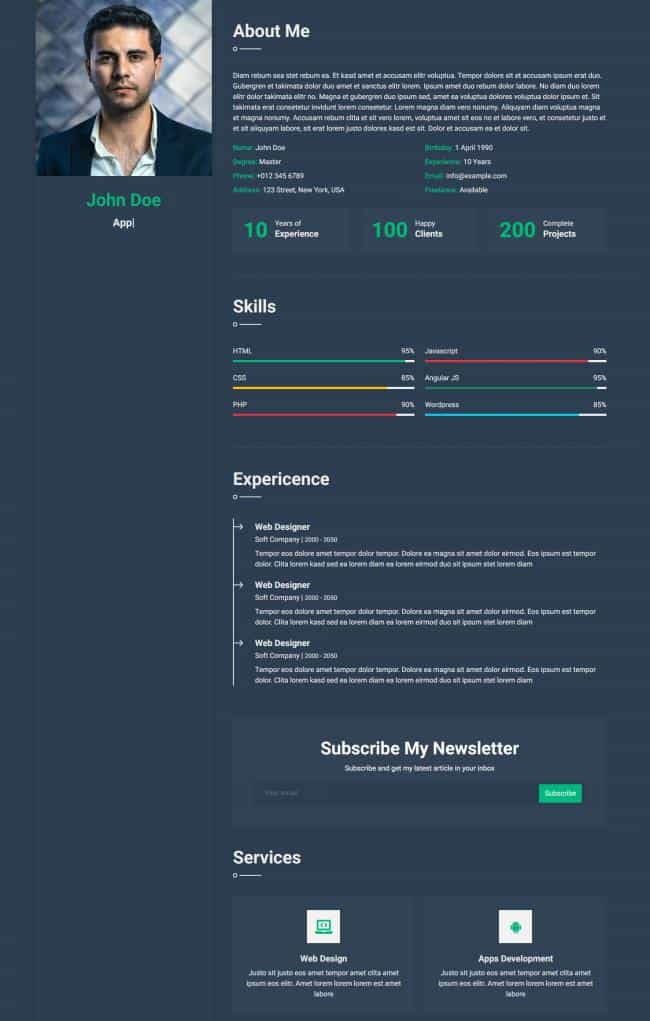 John Doe
App|
About Me
Diam rebum sea stet rebum ea. Et kasd amet et accusam elitr voluptua. Tempor dolore sit et accusam ipsum erat duo.
Gubergren et takimata dolor duo amet et sanctus elitr lorem. Ipsum amet duo rebum dolor labore. No diam duo lorem
elitr dolor takimata elitr no. Magna et gubergren duo ipsum sed, amet ea voluptua dolores voluptua dolor ipsum et. Sit
takimata erat consetetur invidunt lorem consetetur. Lorem magna diam vero nonumy. Aliquyam diam voluptua magna
et magna nonumy. Accusam rebum clita et sit vero lorem, voluptua amet sit eos no et labore vero, et consetetur justo et
et sit aliquyam labore, sit erat lorem justo dolores kasd est sit. Dolor et accusam ea et dolor sit.
Name: John Doe
Birthday: 1 April 1990
Degree: Master
Experience: 10 Years
Phone: +012 345 6789
Email: info@example.com
Address: 123 Street, New York, USA
Freelance: Available
10 Years of
Experience
100 Happy
Clients
200 Complete
Projects
Skills
HTML 95%
Javascript 90%
CSS 85%
Angular JS 95%
PHP 90%
Wordpress 85%
Expericence
Web Designer
Soft Company | 2000 - 2050
Tempor eos dolore amet tempor dolor tempor. Dolore ea magna sit amet dolor eirmod. Eos ipsum est tempor
dolor. Clita lorem kasd sed ea lorem diam ea lorem eirmod duo sit ipsum stet lorem diam
Web Designer
Soft Company | 2000 - 2050
Tempor eos dolore amet tempor dolor tempor. Dolore ea magna sit amet dolor eirmod. Eos ipsum est tempor
dolor. Clita lorem kasd sed ea lorem diam ea lorem eirmod duo sit ipsum stet lorem diam
Web Designer
Soft Company | 2000 - 2050
Tempor eos dolore amet tempor dolor tempor. Dolore ea magna sit amet dolor eirmod. Eos ipsum est tempor
dolor. Clita lorem kasd sed ea lorem diam ea lorem eirmod duo sit ipsum stet lorem diam
Subscribe My Newsletter
Subscribe and get my latest article in your inbox
Your email
Subscribe
Services
Web Design
Justo sit justo eos amet tempor amet clita amet
ipsum eos elitr. Amet lorem lorem lorem est amet
labore
Apps Development
Justo sit justo eos amet tempor amet clita amet
ipsum eos elitr. Amet lorem lorem est amet
labore